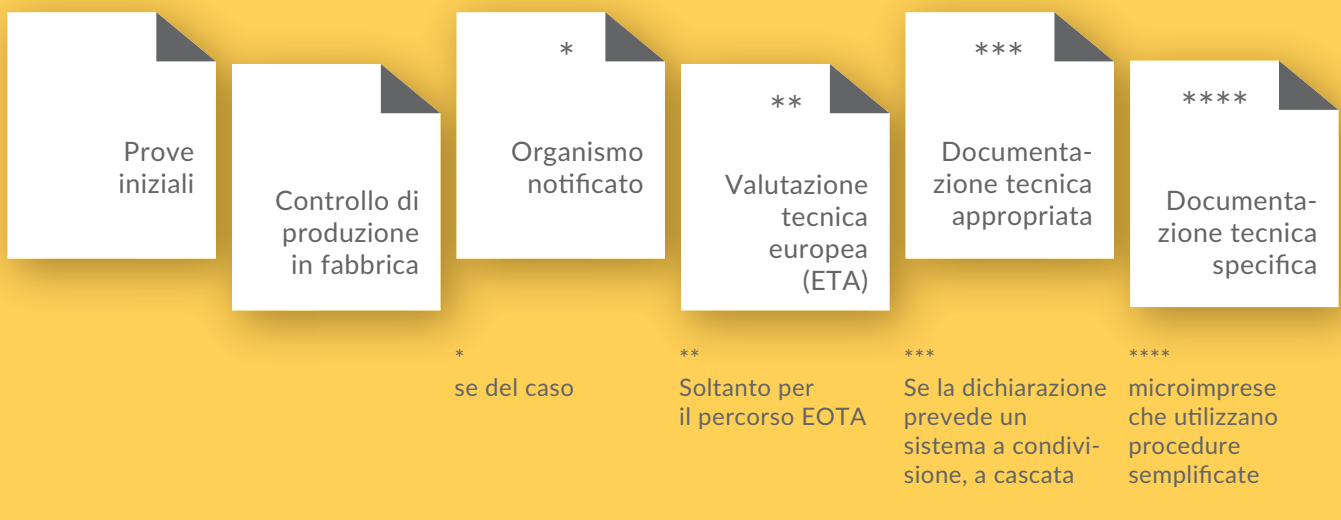 Prove
iniziali
Controllo di
produzione
in fabbrica
*
Organismo
notificato
**
Valutazione
tecnica
europea
(ETA)
***
Documenta-
zione tecnica
appropriata
****
Documenta-
zione tecnica
specifica
*
se del caso
**
Soltanto per
il percorso EOTA
***
Se la dichiarazione
prevede un
sistema a condivi-
sione, a cascata
****
microimprese
che utilizzano
procedure
semplificate